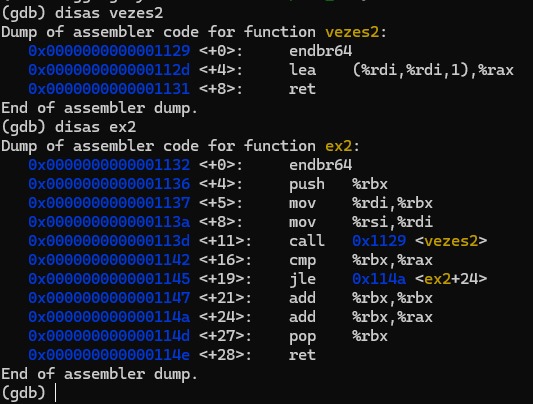 (gdb) disas vezes2
Dump of assembler code for function vezes2:
   0x0000000000001129 <+0>:     endbr64
   0x000000000000112d <+4>:     lea    (%rdi,%rdi,1),%rax
   0x0000000000001131 <+8>:     ret
End of assembler dump.
(gdb) disas ex2
Dump of assembler code for function ex2:
   0x0000000000001132 <+0>:     endbr64
   0x0000000000001136 <+4>:     push   %rbx
   0x0000000000001137 <+5>:     mov    %rdi,%rbx
   0x000000000000113a <+8>:     mov    %rsi,%rdi
   0x000000000000113d <+11>:    call   0x1129 <vezes2>
   0x0000000000001142 <+16>:    cmp    %rbx,%rax
   0x0000000000001145 <+19>:    jle    0x114a <ex2+24>
   0x0000000000001147 <+21>:    add    %rbx,%rbx
   0x000000000000114a <+24>:    add    %rbx,%rax
   0x000000000000114d <+27>:    pop    %rbx
   0x000000000000114e <+28>:    ret
End of assembler dump.
(gdb)